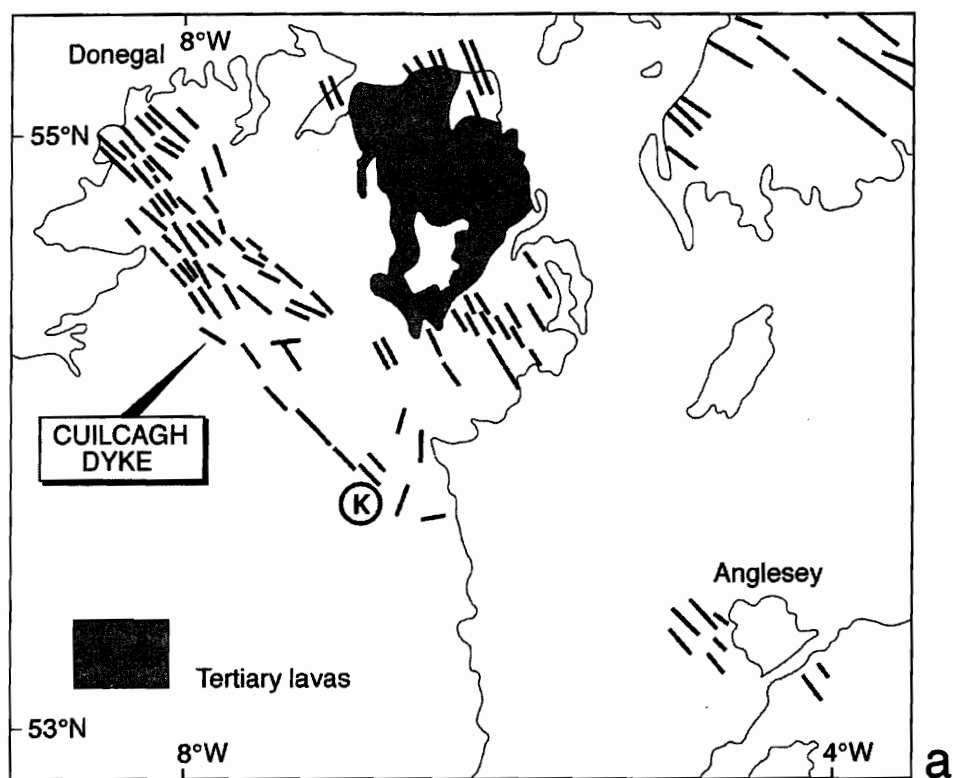 Donegal
8°W
55°N
CUILCAGH
DYKE
K
Anglesey
Tertiary lavas
53°N
8°W
4°W
a